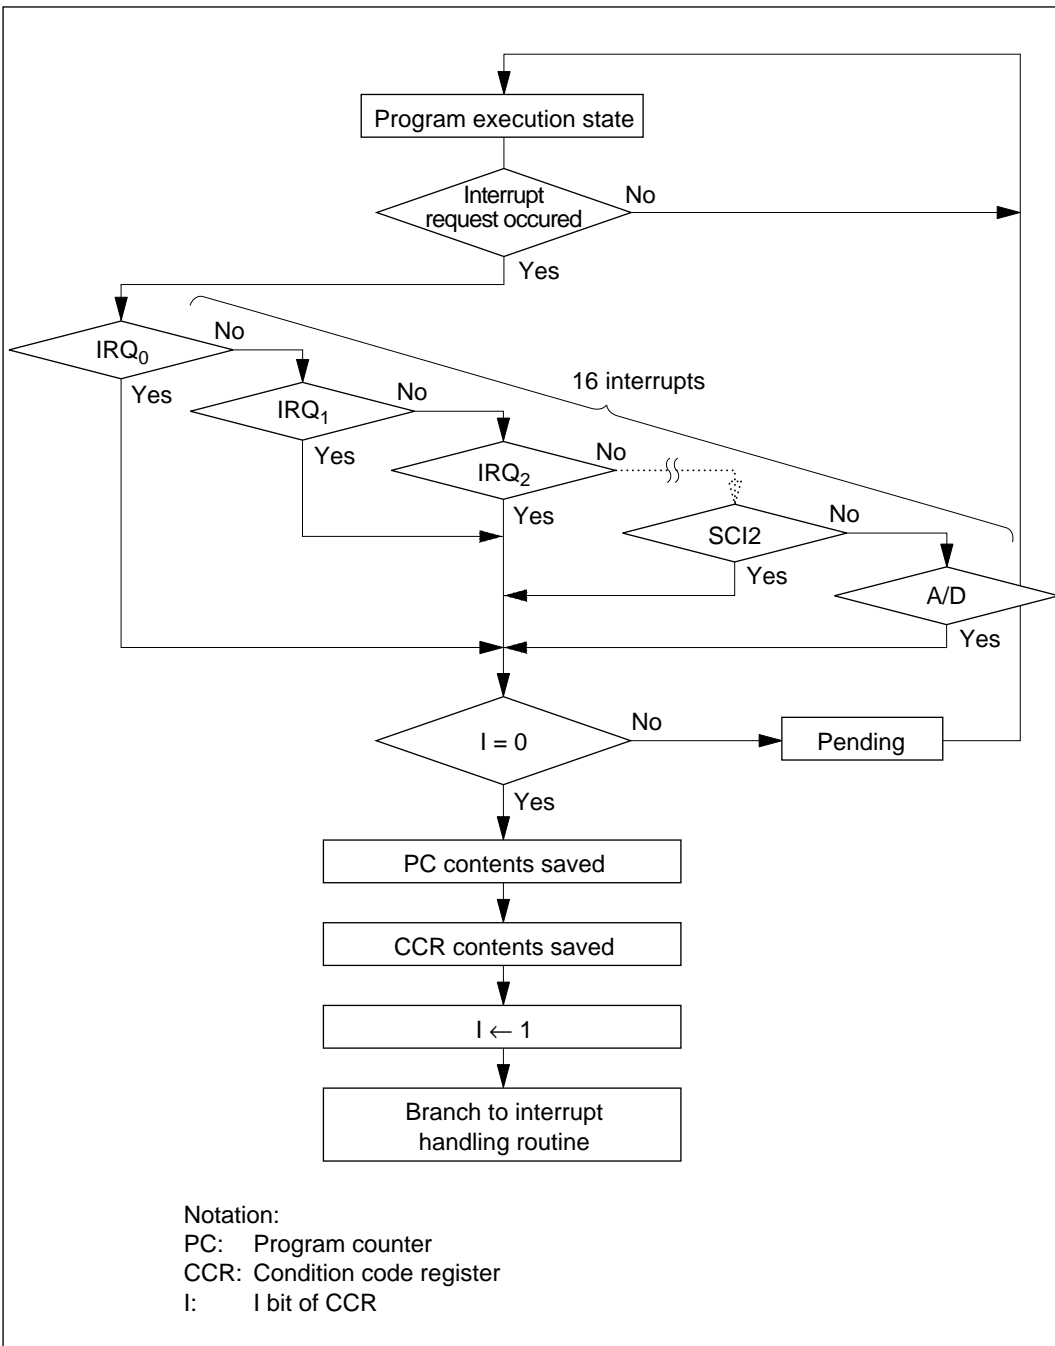 Program execution state
Interrupt
request occured
No
Yes
IRQ0
No
Yes
16 interrupts
IRQ1
No
Yes
IRQ2
No
Yes
SCI2
No
Yes
A/D
Yes
I = 0
No
Pending
Yes
PC contents saved
CCR contents saved
I ← 1
Branch to interrupt
handling routine
Notation:
PC: Program counter
CCR: Condition code register
I: I bit of CCR